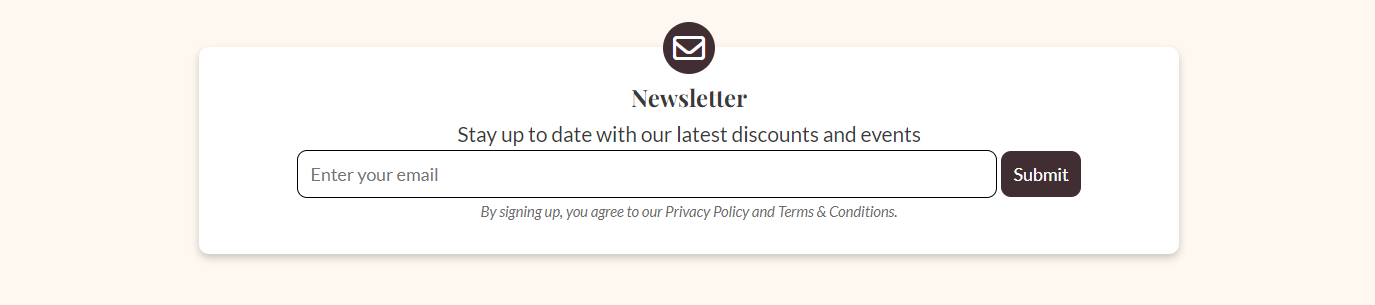 Newsletter
Stay up to date with our latest discounts and events
Enter your email Submit
By signing up, you agree to our Privacy Policy and Terms & Conditions.